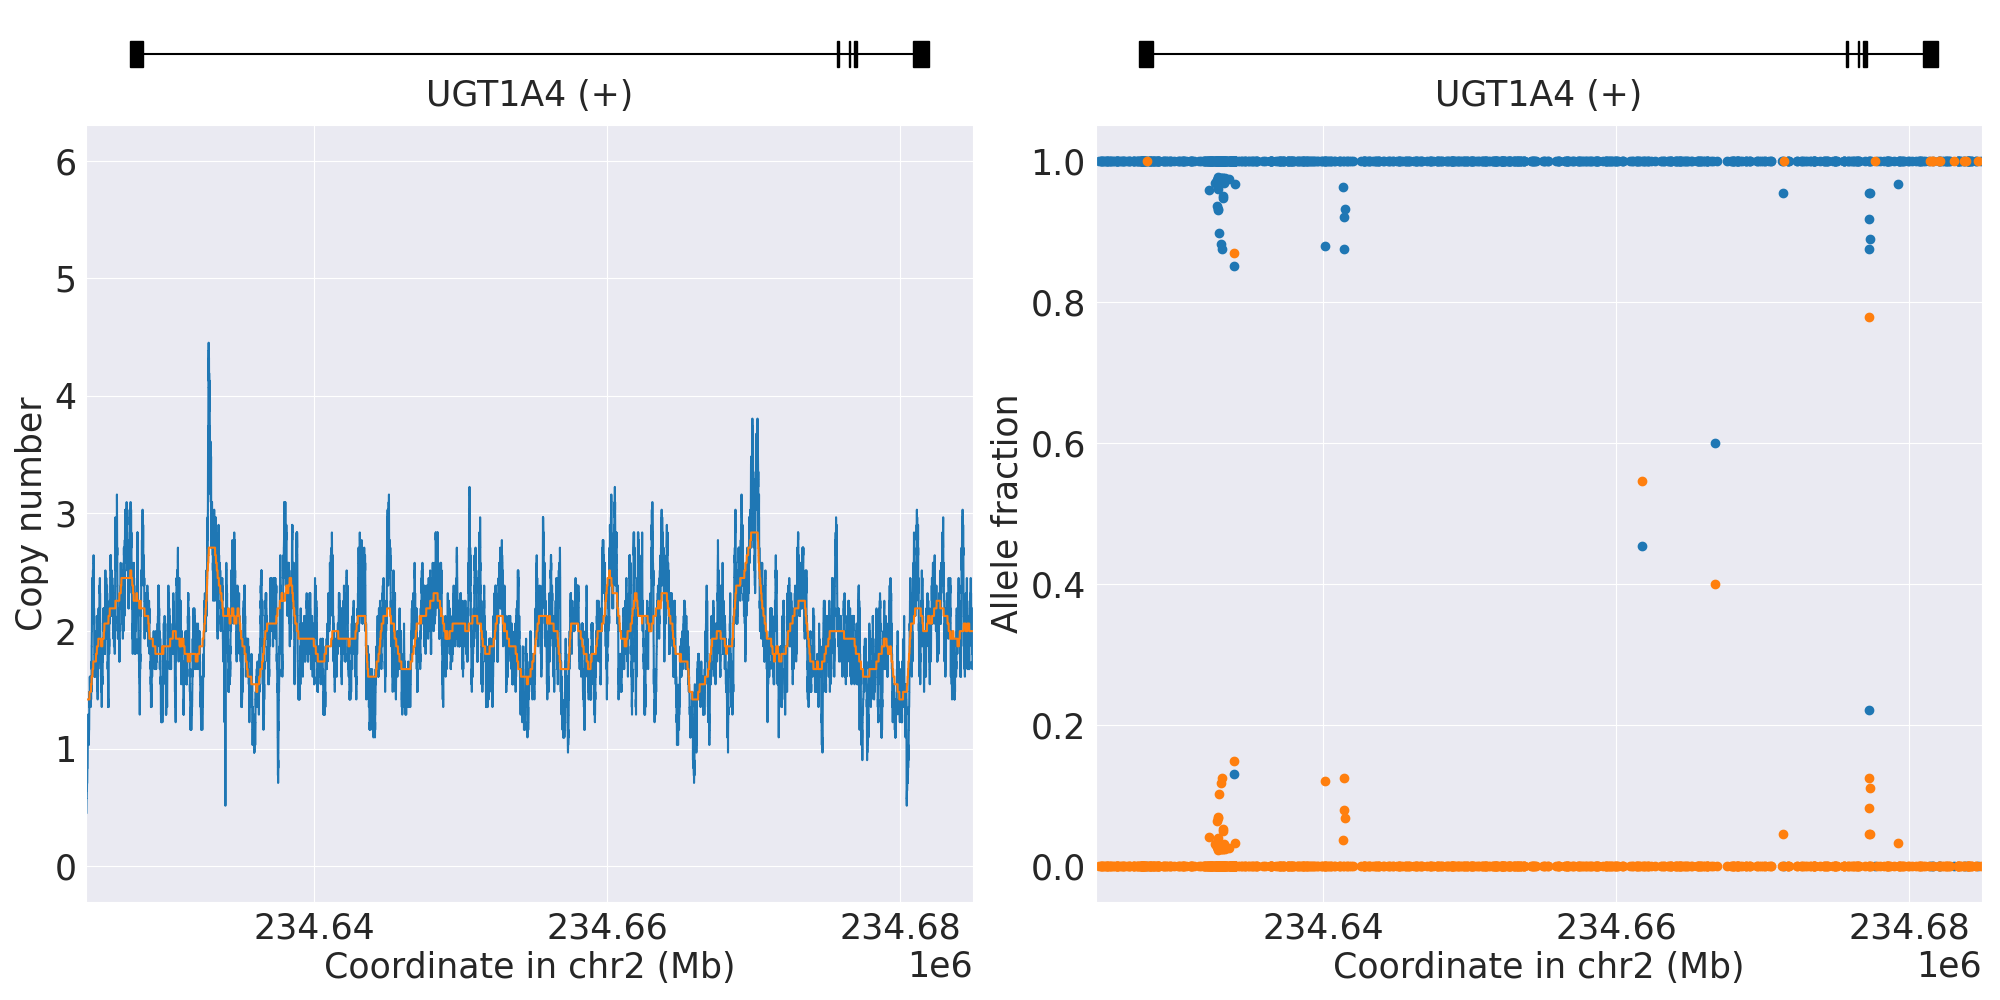 UGT1A4 (+)
6
5
4
3
2
1
0
Copy number
234.64 234.66 234.68
Coordinate in chr2 (Mb) 1e6
UGT1A4 (+)
1.0
0.8
0.6
0.4
0.2
0.0
Allele fraction
234.64 234.66 234.68
Coordinate in chr2 (Mb) 1e6